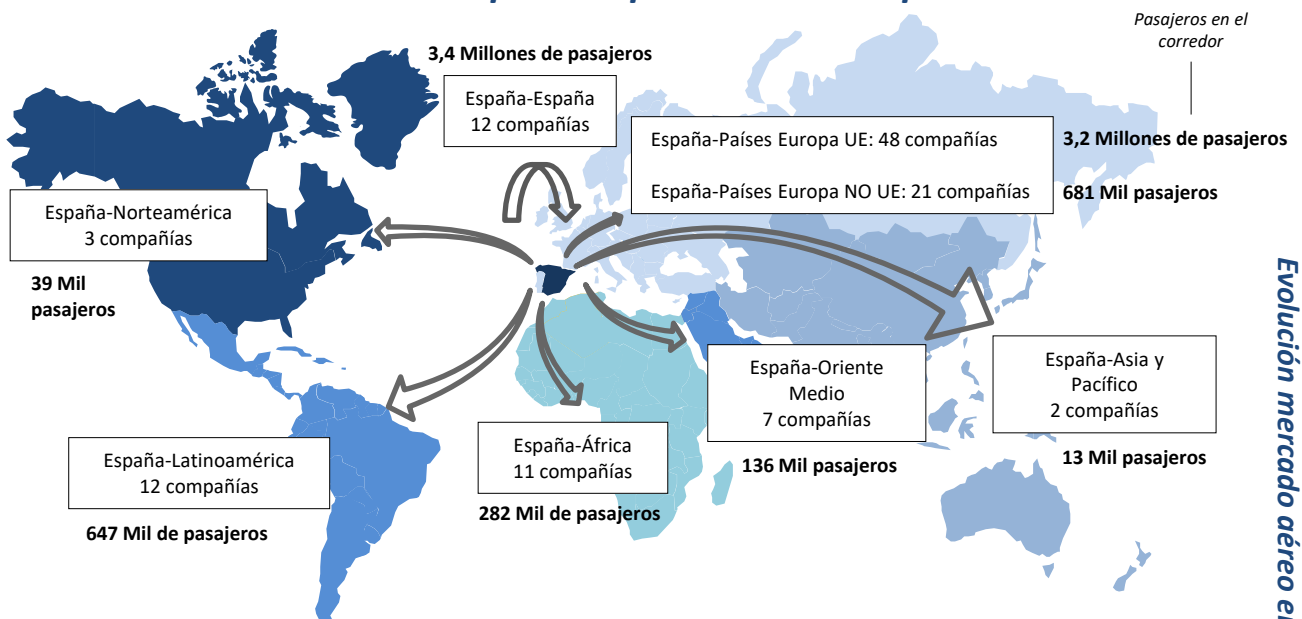 Pasajeros en el
corredor
3,4 Millones de pasajeros
España-España
12 compañías
España-Países Europa UE: 48 compañías
3,2 Millones de pasajeros
España-Países Europa NO UE: 21 compañías
681 Mil pasajeros
España-Norteamérica
3 compañías
39 Mil
pasajeros
España-Oriente
Medio
7 compañías
136 Mil pasajeros
España-Asia y
Pacífico
2 compañías
13 Mil pasajeros
España-África
11 compañías
282 Mil de pasajeros
España-Latinoamérica
12 compañías
647 Mil de pasajeros
Evolución mercado aéreo